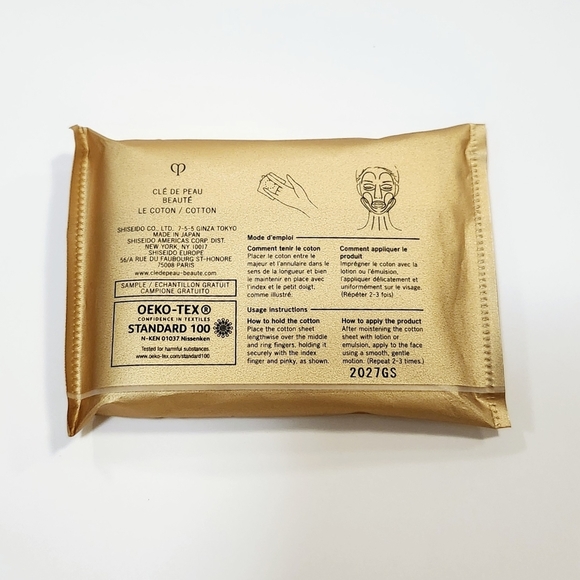 CLÉ DE PEAU
BEAUTÉ
LE COTON / COTTON
SHISEIDO CO., LTD. 7-5-5 GINZA TOKYO
MADE IN JAPAN
SHISEIDO AMERICAS CORP. DIST.
NEW YORK, NY 10017
SHISEIDO EUROPE
56/A RUE DU FAUBOURG ST-HONORE
75008 PARIS
www.cledepeau-beaute.com
SAMPLE / ECHANTILLON GRATUIT
CAMPIONE GRATUITO
OEKO-TEX®
CONFIDENCE IN TEXTILES
STANDARD 100
N-KEN 01037 Nissenken
Tested for harmful substances.
www.oeko-tex.com/standard100
Mode d'emploi
Comment tenir le coton
Placer le coton entre le
majeur et l'annulaire dans le
sens de la longueur et bien
le maintenir en place avec
l'index et le petit doigt,
comme illustré.
Comment appliquer le
produit
Imprégner le coton avec la
lotion ou l'émulsion,
l'appliquer délicatement et
uniformément sur le visage.
(Répéter 2-3 fois)
Usage instructions
How to hold the cotton
Place the cotton sheet
lengthwise over the middle
and ring fingers, holding it
securely with the index
finger and pinky, as shown.
How to apply the product
After moistening the cotton
sheet with lotion or
emulsion, apply to the face
using a smooth, gentle
motion. (Repeat 2-3 times.)
2027GS